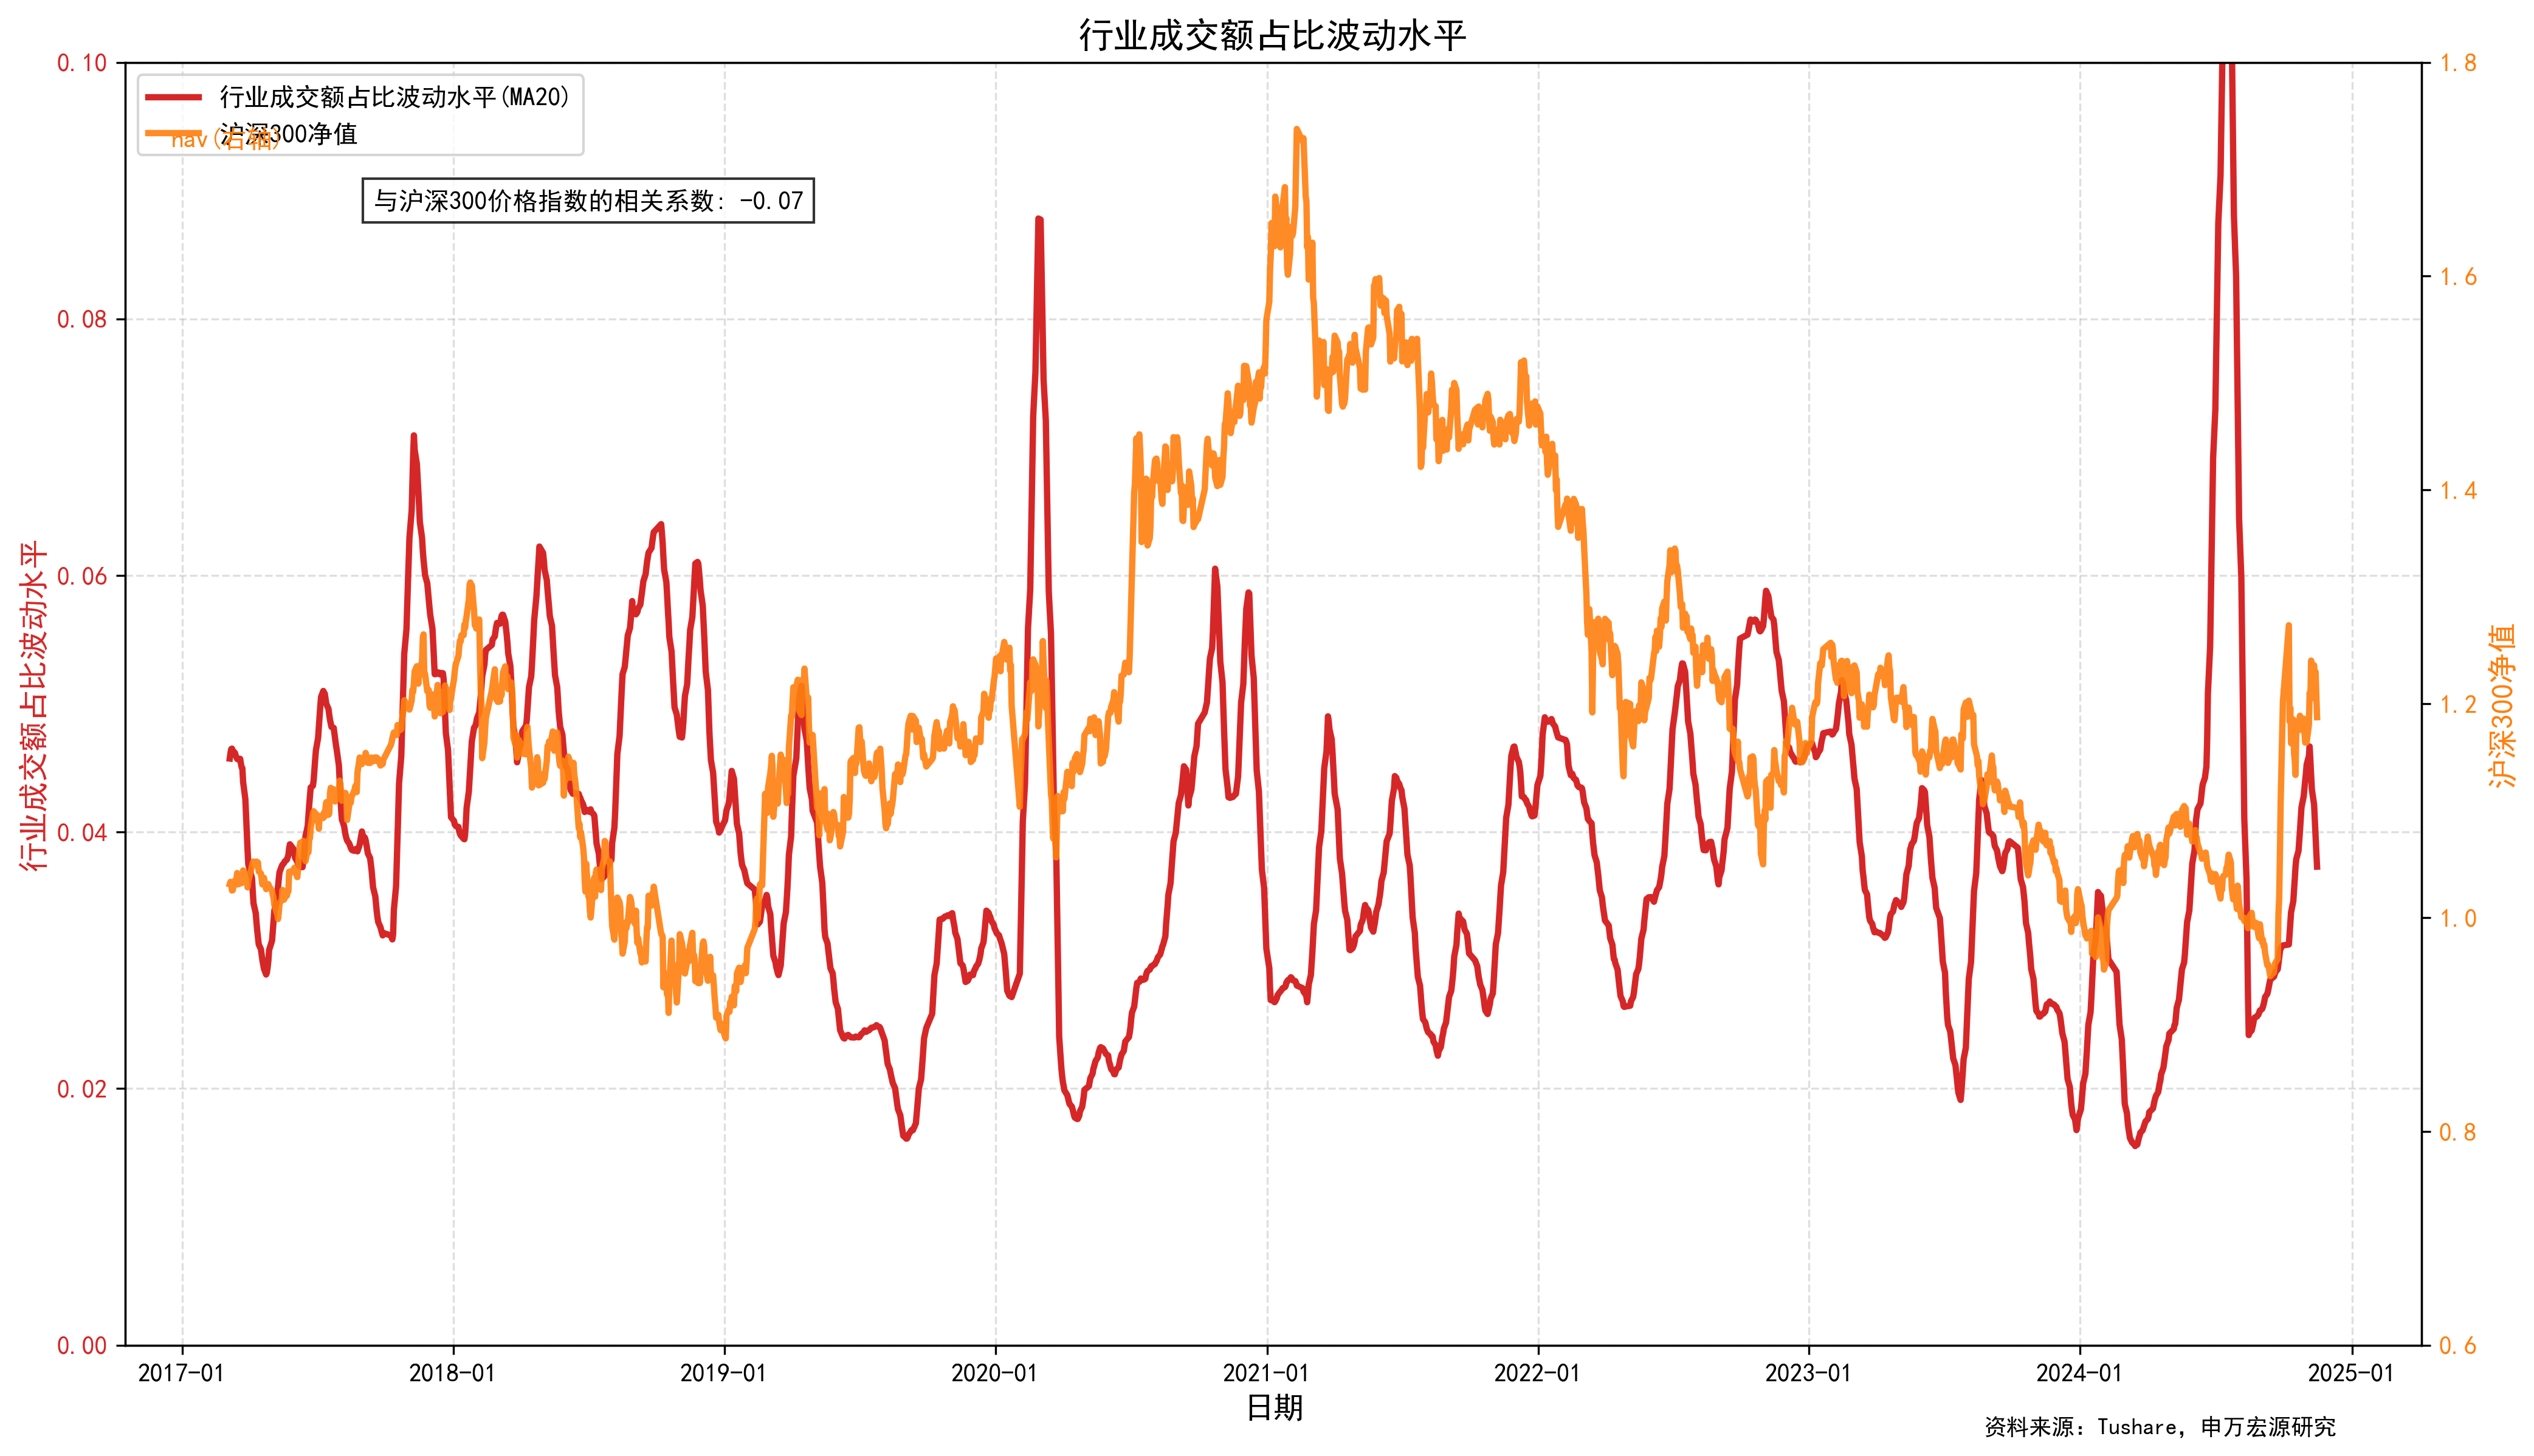 行业成交额占比波动水平
行业成交额占比波动水平(MA20)
沪深300净值
nav(右轴)
与沪深300价格指数的相关系数: -0.07
行业成交额占比波动水平
0.10
0.08
0.06
0.04
0.02
0.00
1.8
1.6
1.4
1.2
1.0
0.8
0.6
沪深300净值
2017-01 2018-01 2019-01 2020-01 2021-01 2022-01 2023-01 2024-01 2025-01
日期
资料来源: Tushare, 申万宏源研究